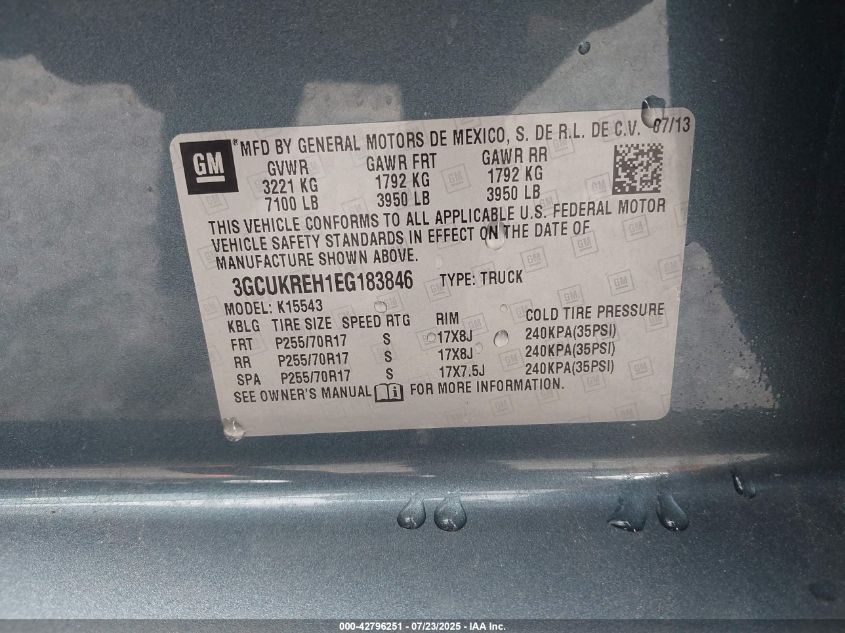 GM
® MFD BY GENERAL MOTORS DE MEXICO, S. DE R.L. DE C.V. 07/13
GVWR GAWR FRT GAWR RR
3221 KG 1792 KG 1792 KG
7100 LB 3950 LB 3950 LB
THIS VEHICLE CONFORMS TO ALL APPLICABLE U.S. FEDERAL MOTOR
VEHICLE SAFETY STANDARDS IN EFFECT ON THE DATE OF
MANUFACTURE SHOWN ABOVE.
3GCUKREH1EG183846 TYPE: TRUCK
MODEL: K15543
KBLG TIRE SIZE SPEED RTG RIM COLD TIRE PRESSURE
FRT P255/70R17 S 17X8J 240KPA(35PSI)
RR P255/70R17 S 17X8J 240KPA(35PSI)
SPA P255/70R17 S 17X7.5J 240KPA(35PSI)
SEE OWNER'S MANUAL FOR MORE INFORMATION.
000-42796251 - 07/23/2025 - IAA Inc.